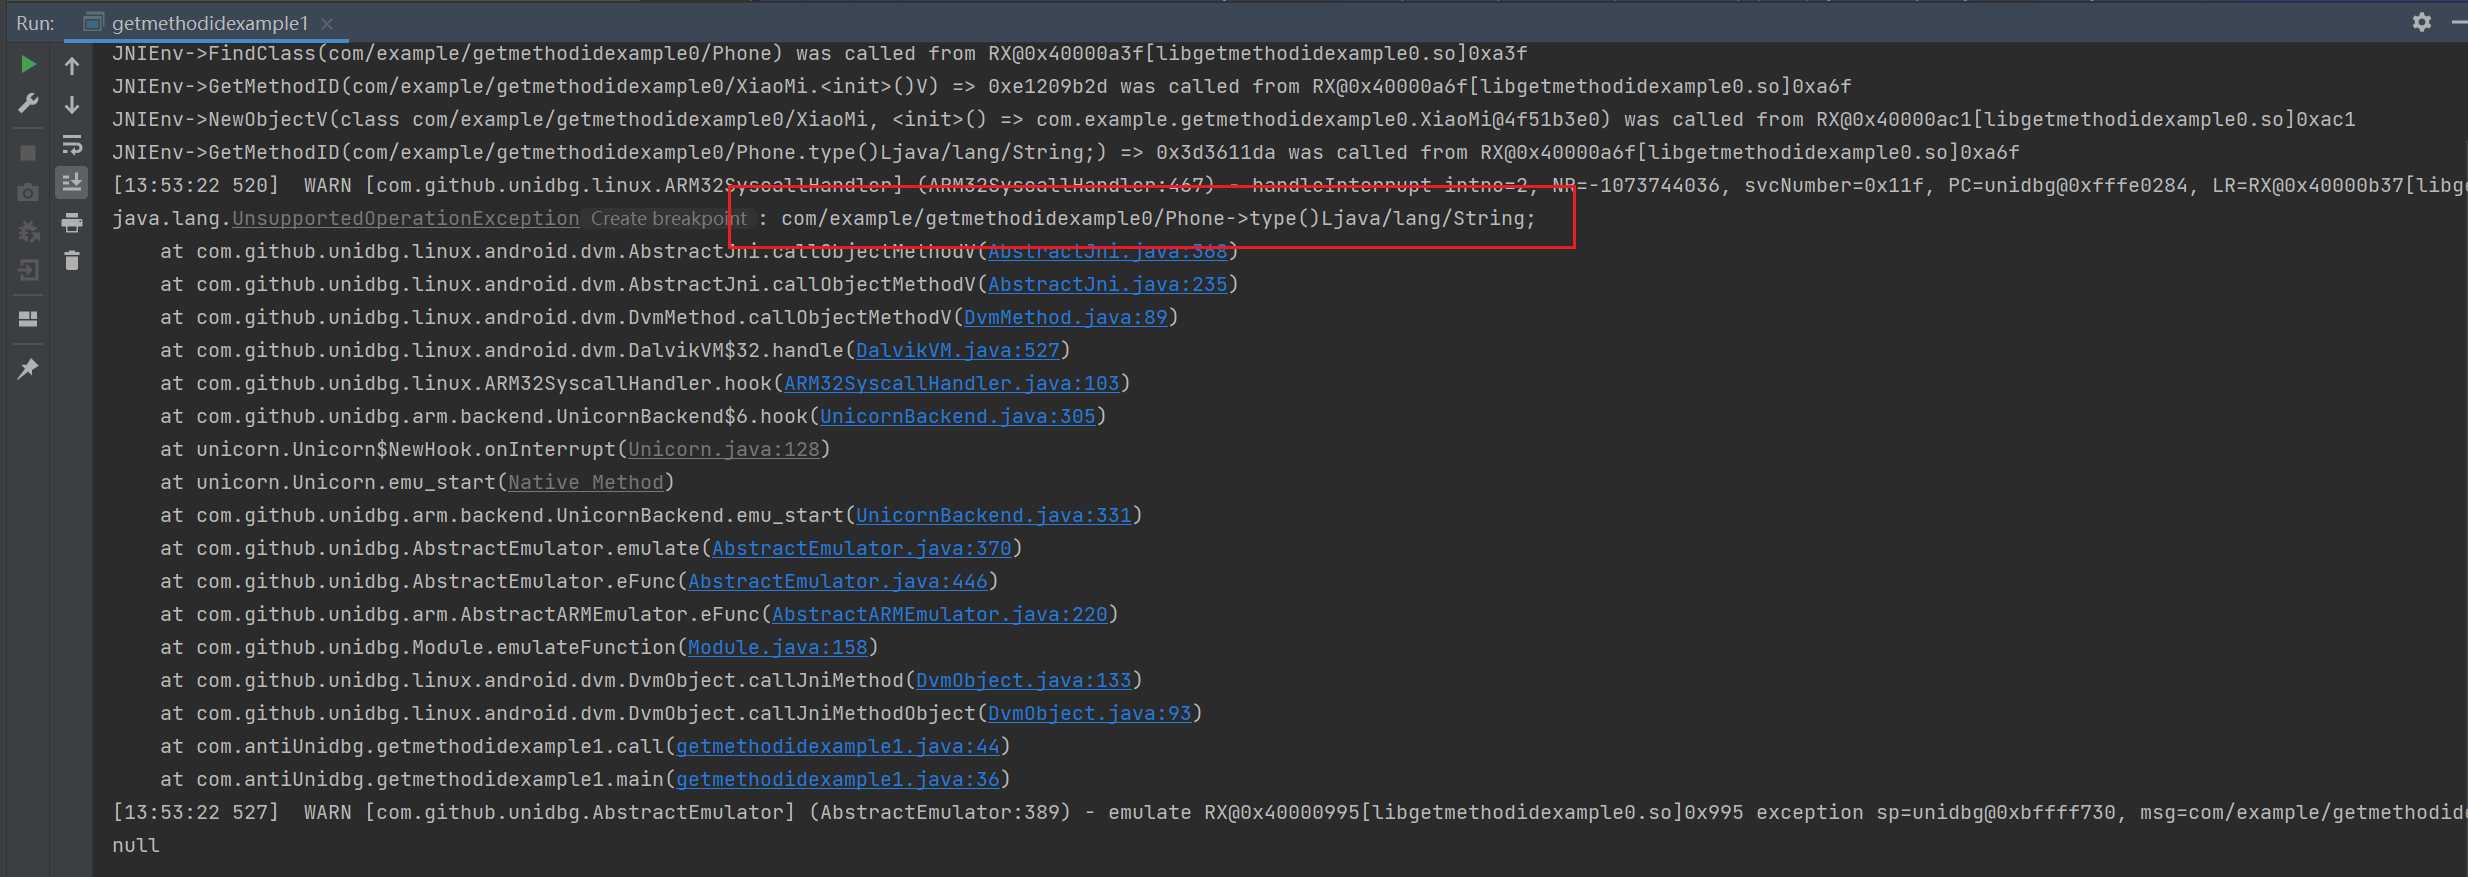 Run: getmethodidexample1
JNIEnv->FindClass(com/example/getmethodidexample0/Phone) was called from RX@0x40000a3f[libgetmethodidexample0.so]0xa3f
JNIEnv->GetMethodID(com/example/getmethodidexample0/XiaoMi.<init>()V) => 0xe1209b2d was called from RX@0x40000a6f[libgetmethodidexample0.so]0xa6f
JNIEnv->NewObjectV(class com/example/getmethodidexample0/XiaoMi, <init>() => com.example.getmethodidexample0.XiaoMi@4f51b3e0) was called from RX@0x40000ac1[libgetmethodidexample0.so]0xac1
JNIEnv->GetMethodID(com/example/getmethodidexample0/Phone.type()Ljava/lang/String;) => 0x3d3611da was called from RX@0x40000a6f[libgetmethodidexample0.so]0xa6f
[13:53:22 520]  WARN [com.github.unidbg.linux.ARM32SyscallHandler] (ARM32SyscallHandler:467) - handleInterrupt intno=2, NR=-1073744036, svcNumber=0x11f, PC=unidbg@0xfffe0284, LR=RX@0x40000b37[libge
java.lang.UnsupportedOperationException Create breakpoint : com/example/getmethodidexample0/Phone->type()Ljava/lang/String;
at com.github.unidbg.linux.android.dvm.AbstractJni.callObjectMethodV(AbstractJni.java:368)
at com.github.unidbg.linux.android.dvm.AbstractJni.callObjectMethodV(AbstractJni.java:235)
at com.github.unidbg.linux.android.dvm.DvmMethod.callObjectMethodV(DvmMethod.java:89)
at com.github.unidbg.linux.android.dvm.DalvikVM$32.handle(DalvikVM.java:527)
at com.github.unidbg.linux.ARM32SyscallHandler.hook(ARM32SyscallHandler.java:103)
at com.github.unidbg.arm.backend.UnicornBackend$6.hook(UnicornBackend.java:305)
at unicorn.Unicorn$NewHook.onInterrupt(Unicorn.java:128)
at unicorn.Unicorn.emu_start(Native Method)
at com.github.unidbg.arm.backend.UnicornBackend.emu_start(UnicornBackend.java:331)
at com.github.unidbg.AbstractEmulator.emulate(AbstractEmulator.java:370)
at com.github.unidbg.AbstractEmulator.eFunc(AbstractEmulator.java:446)
at com.github.unidbg.arm.AbstractARMEmulator.eFunc(AbstractARMEmulator.java:220)
at com.github.unidbg.Module.emulateFunction(Module.java:158)
at com.github.unidbg.linux.android.dvm.DvmObject.callJniMethod(DvmObject.java:133)
at com.github.unidbg.linux.android.dvm.DvmObject.callJniMethodObject(DvmObject.java:93)
at com.antiUnidbg.getmethodidexample1.call(getmethodidexample1.java:44)
at com.antiUnidbg.getmethodidexample1.main(getmethodidexample1.java:36)
[13:53:22 527]  WARN [com.github.unidbg.AbstractEmulator] (AbstractEmulator:389) - emulate RX@0x40000995[libgetmethodidexample0.so]0x995 exception sp=unidbg@0xbffff730, msg=com/example/getmethodide
null